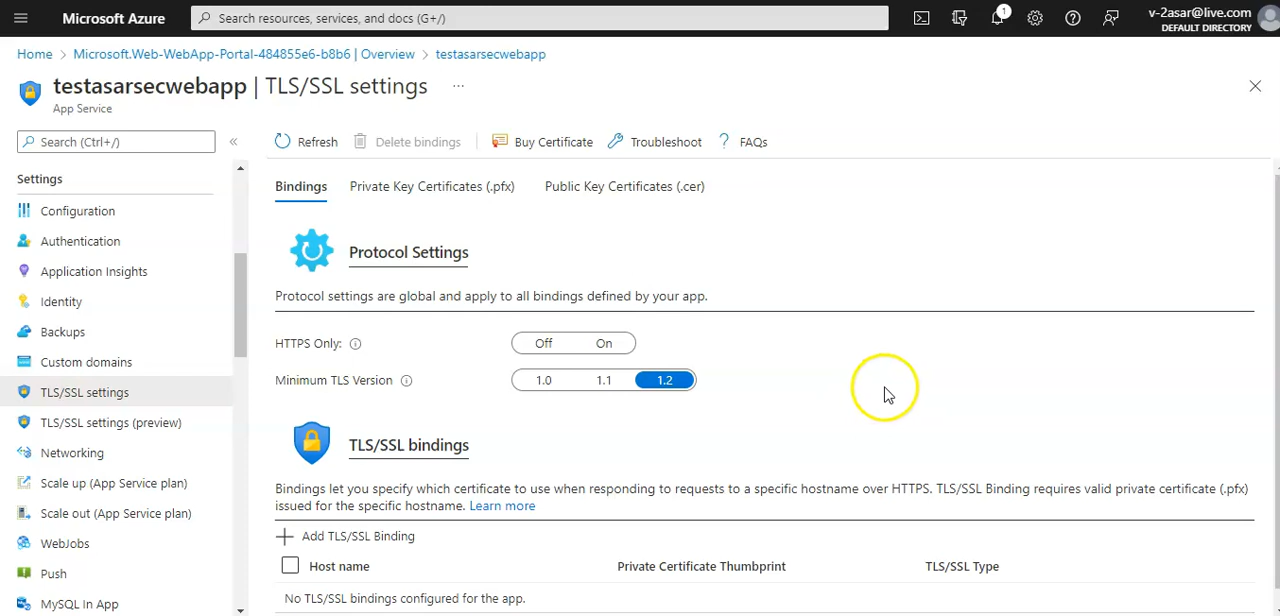 Microsoft Azure
Search resources, services, and docs (G+/)
1
v-2asar@live.com
DEFAULT DIRECTORY
Home > Microsoft.Web-WebApp-Portal-484855e6-b8b6 | Overview > testasarsecwebapp
testasarsecwebapp | TLS/SSL settings ...
App Service
Search (Ctrl+/)
«
Settings
Configuration
Authentication
Application Insights
Identity
Backups
Custom domains
TLS/SSL settings
TLS/SSL settings (preview)
Networking
Scale up (App Service plan)
Scale out (App Service plan)
WebJobs
Push
MySQL In App
Refresh Delete bindings Buy Certificate Troubleshoot ? FAQs
Bindings Private Key Certificates (.pfx) Public Key Certificates (.cer)
Protocol Settings
Protocol settings are global and apply to all bindings defined by your app.
HTTPS Only: Off On
Minimum TLS Version 1.0 1.1 1.2
TLS/SSL bindings
Bindings let you specify which certificate to use when responding to requests to a specific hostname over HTTPS. TLS/SSL Binding requires valid private certificate (.pfx)
issued for the specific hostname. Learn more
+ Add TLS/SSL Binding
Host name Private Certificate Thumbprint TLS/SSL Type
No TLS/SSL bindings configured for the app.